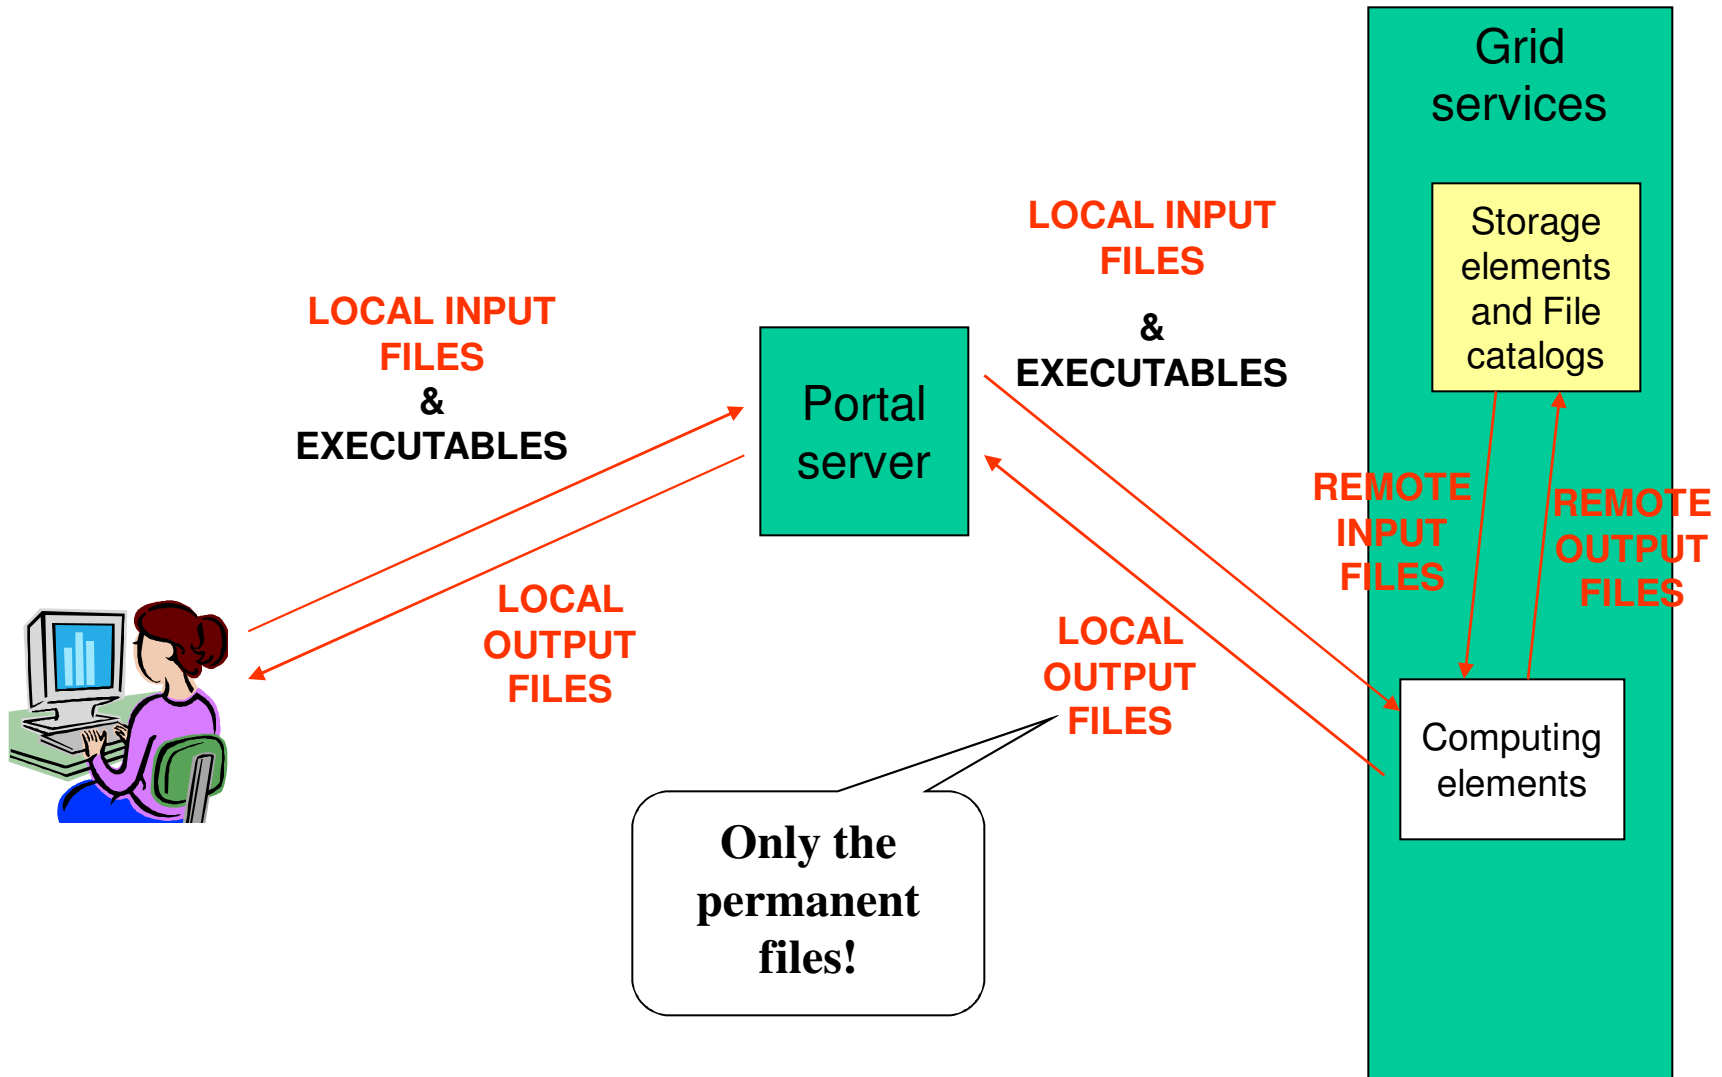 Grid
services
Storage
elements
and File
catalogs
LOCAL INPUT
FILES
&
EXECUTABLES
LOCAL INPUT
FILES
&
EXECUTABLES
Portal
server
REMOTE
INPUT
FILES
REMOTE
OUTPUT
FILES
LOCAL
OUTPUT
FILES
LOCAL
OUTPUT
FILES
Computing
elements
Only the
permanent
files!